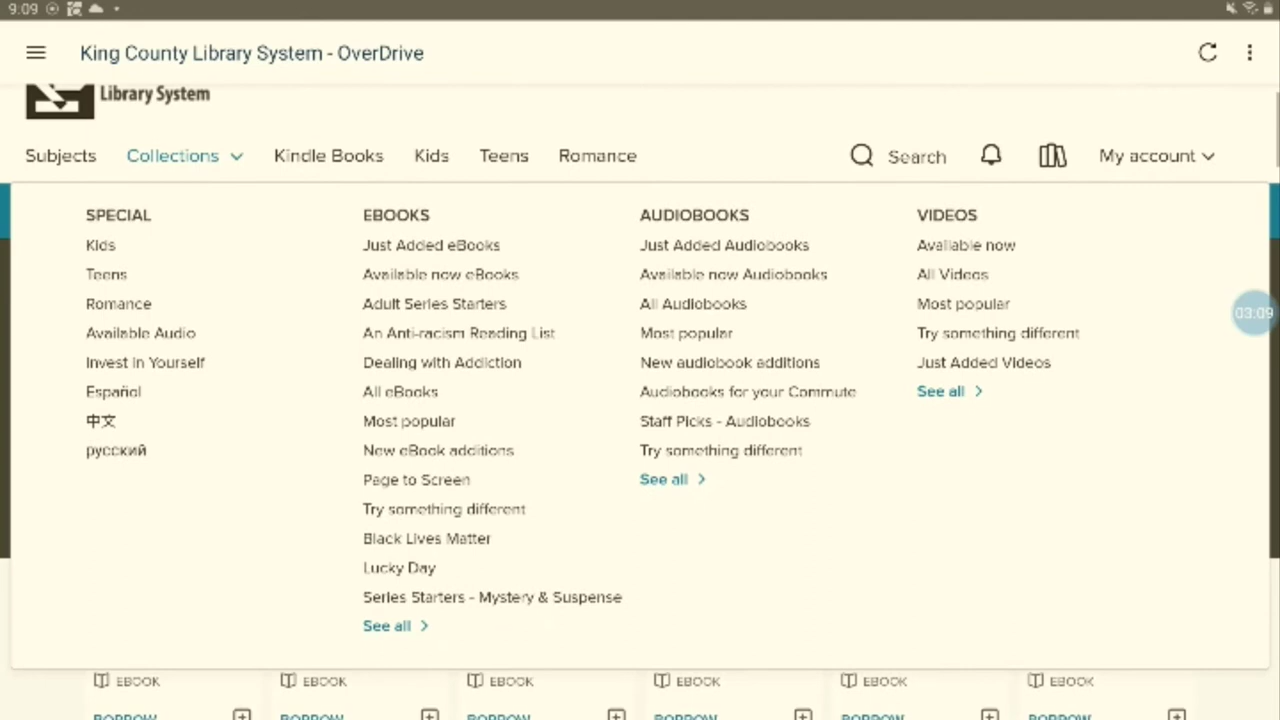 9:09
King County Library System - OverDrive
Library System
Subjects Collections Kindle Books Kids Teens Romance Search My account
SPECIAL
Kids
Teens
Romance
Available Audio
Invest in Yourself
Español
中文
русский
EBOOKS
Just Added eBooks
Available now eBooks
Adult Series Starters
An Anti-racism Reading List
Dealing with Addiction
All eBooks
Most popular
New eBook additions
Page to Screen
Try something different
Black Lives Matter
Lucky Day
Series Starters - Mystery & Suspense
See all
AUDIOBOOKS
Just Added Audiobooks
Available now Audiobooks
All Audiobooks
Most popular
New audiobook additions
Audiobooks for your Commute
Staff Picks - Audiobooks
Try something different
See all
VIDEOS
Available now
All Videos
Most popular
Try something different
Just Added Videos
See all
03:09
EBOOK EBOOK EBOOK EBOOK EBOOK EBOOK
BORROW BORROW BORROW BORROW BORROW BORROW